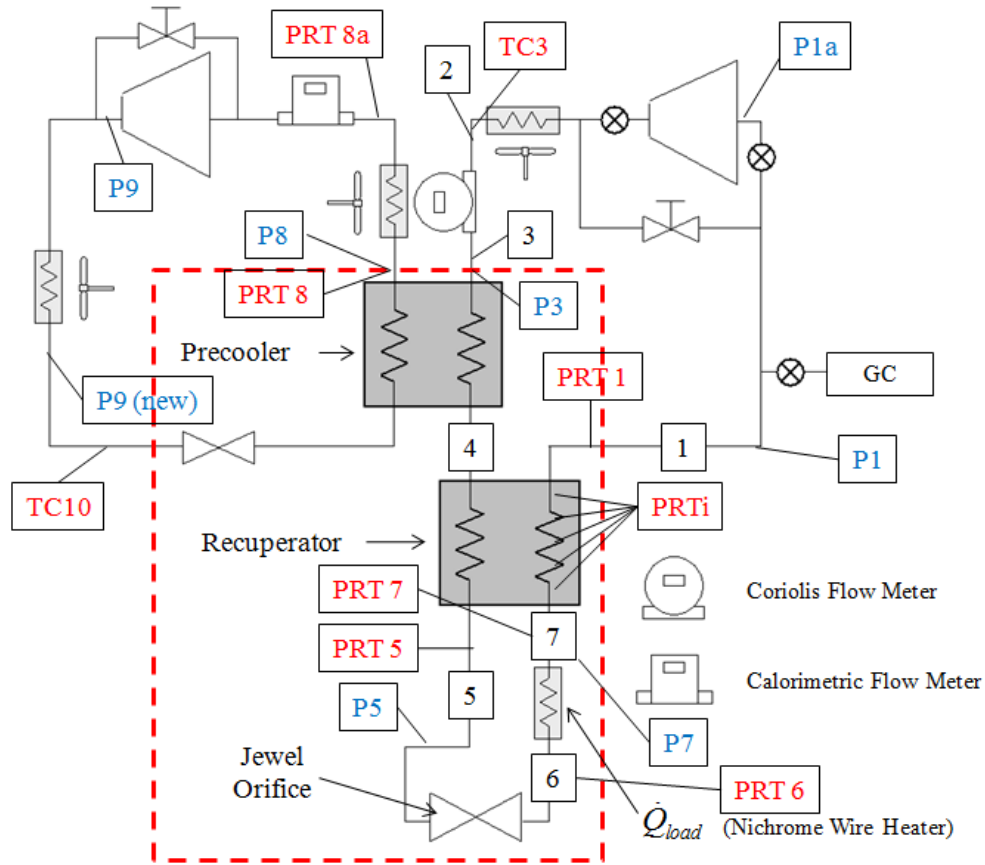 PRT 8a
TC3
P1a
2
P9
P8
3
PRT 8
P3
Precooler
PRT 1
GC
P9 (new)
4
1
P1
TC10
PRTi
Recuperator
PRT 7
7
Coriolis Flow Meter
PRT 5
5
Calorimetric Flow Meter
P5
P7
Jewel
Orifice
6
PRT 6
Q̇load (Nichrome Wire Heater)